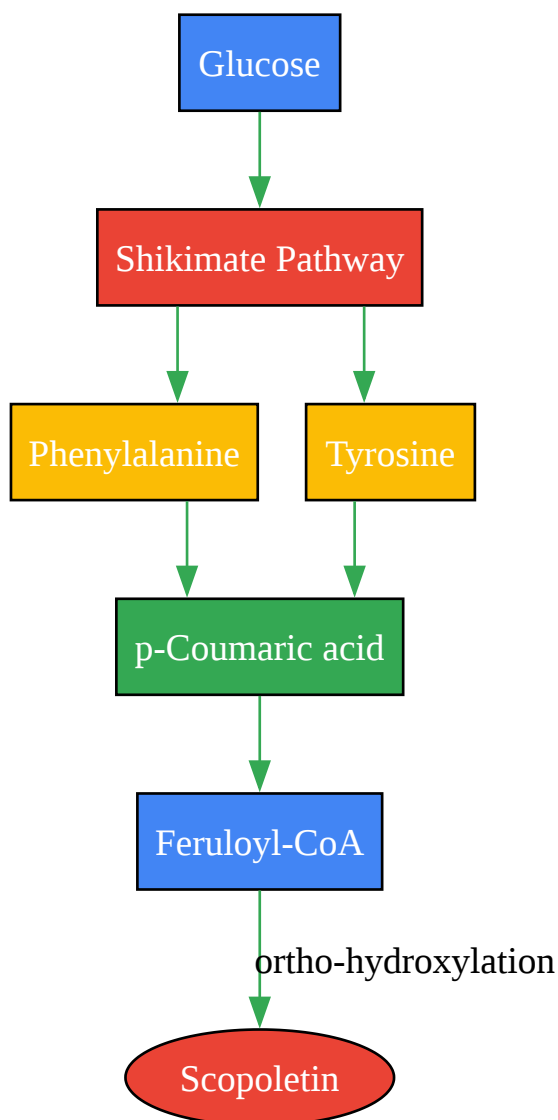 Glucose
Shikimate Pathway
Phenylalanine
Tyrosine
p-Coumaric acid
Feruloyl-CoA
ortho-hydroxylation
Scopoletin